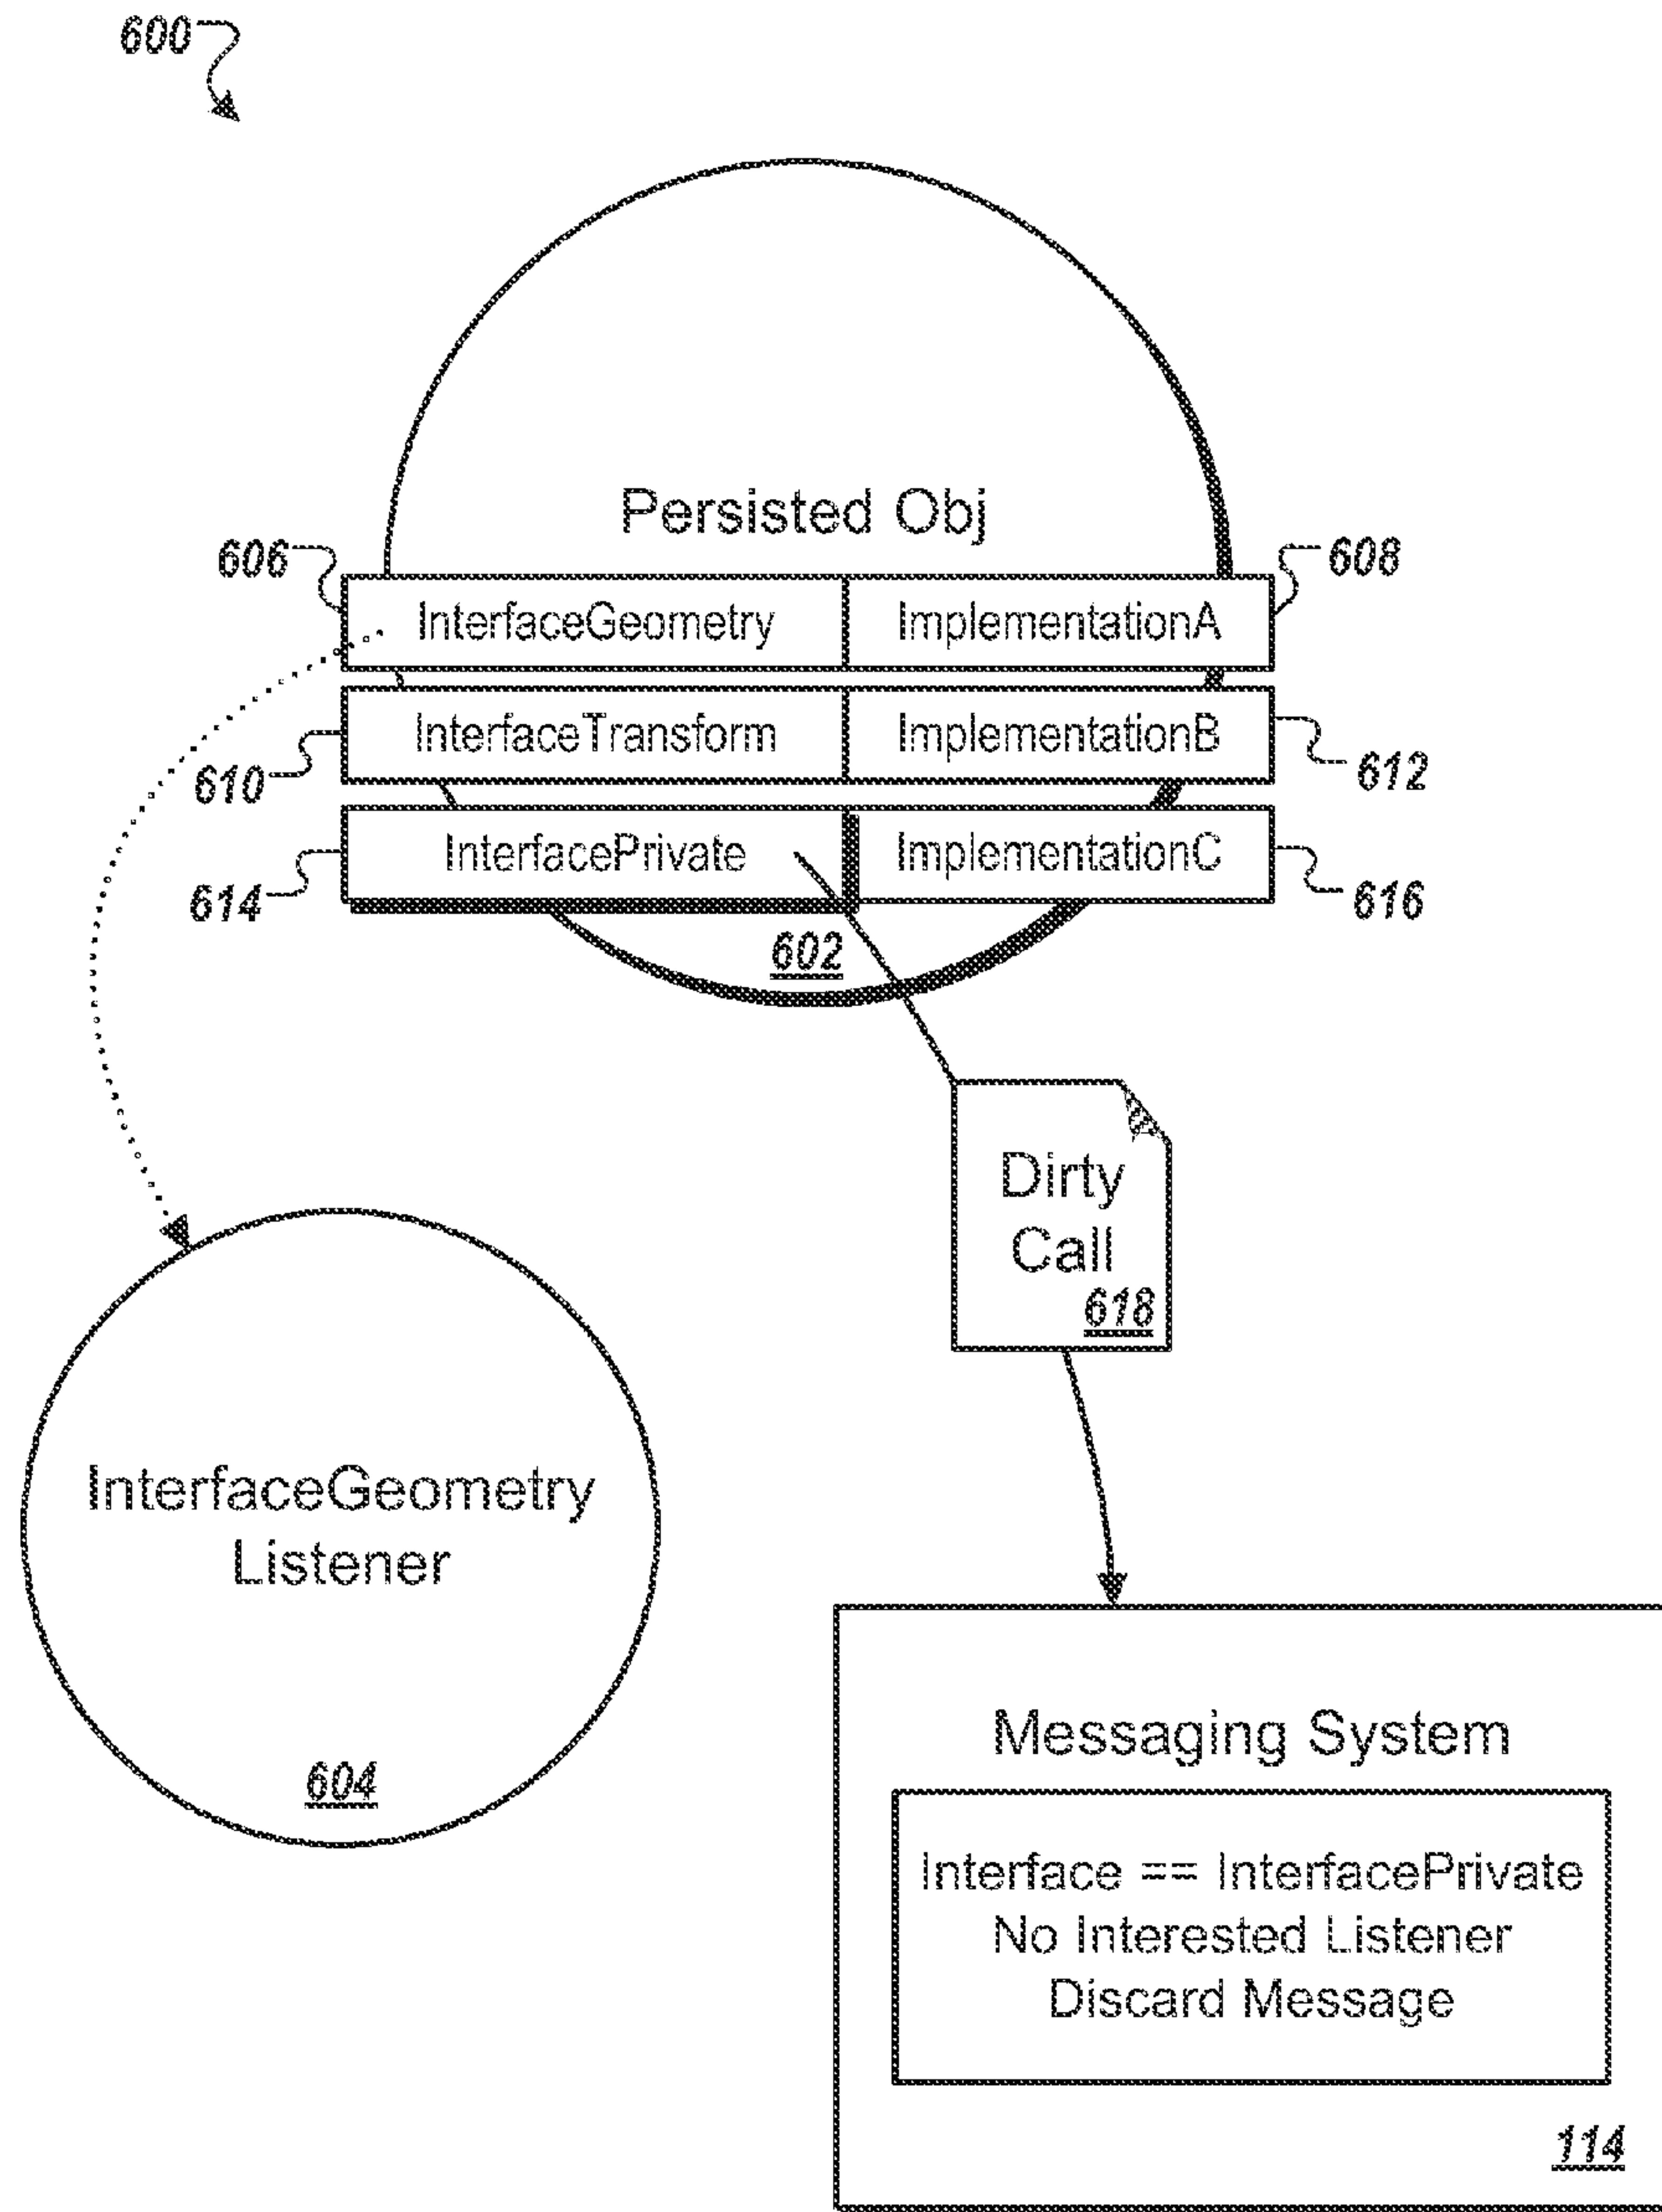 600
Persisted Obj
606
608
InterfaceGeometry
ImplementationA
InterfaceTransform
ImplementationB
610
612
InterfacePrivate
ImplementationC
614
616
602
Dirty
Call
618
InterfaceGeometry
Listener
604
Messaging System
Interface == InterfacePrivate
No Interested Listener
Discard Message
114